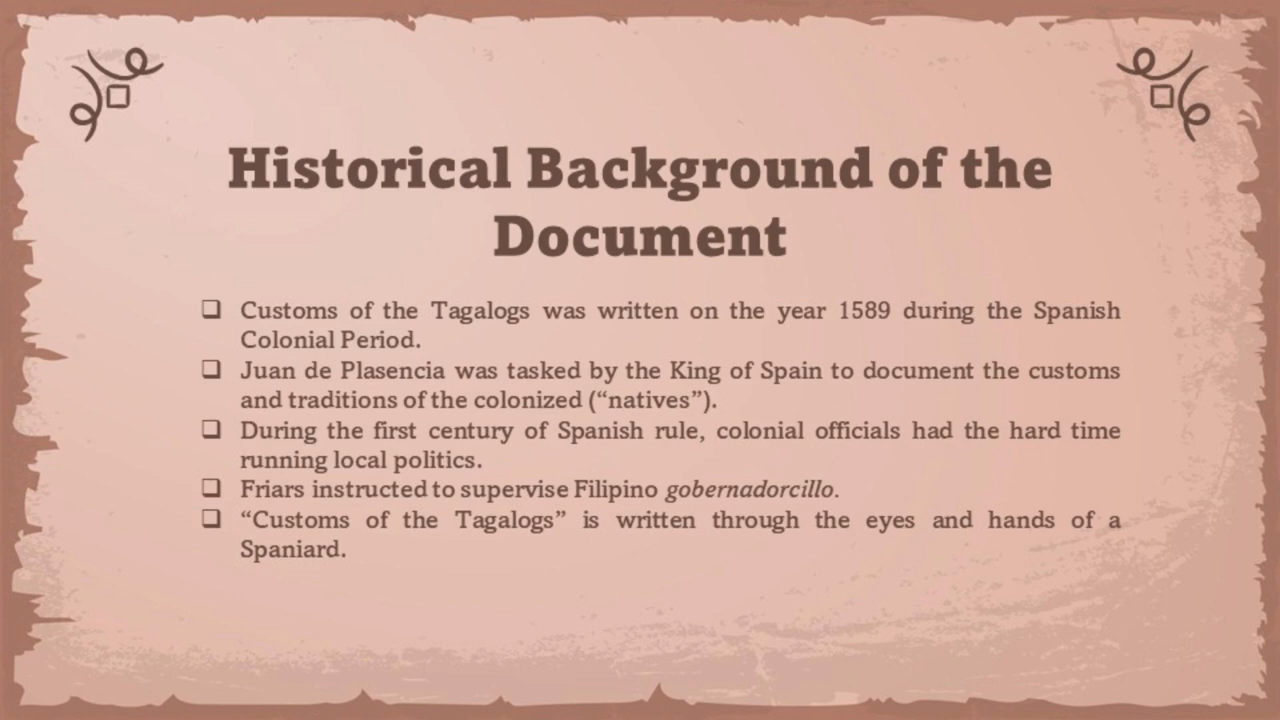 Historical Background of the
Document
❑ Customs of the Tagalogs was written on the year 1589 during the Spanish
Colonial Period.
❑ Juan de Plasencia was tasked by the King of Spain to document the customs
and traditions of the colonized (“natives”).
❑ During the first century of Spanish rule, colonial officials had the hard time
running local politics.
❑ Friars instructed to supervise Filipino gobernadorcillo.
❑ “Customs of the Tagalogs” is written through the eyes and hands of a
Spaniard.